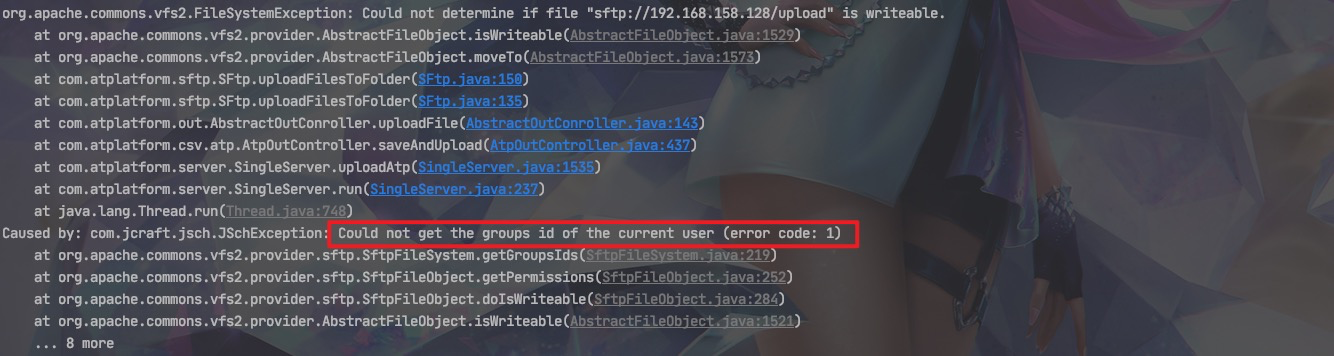 org.apache.commons.vfs2.FileSystemException: Could not determine if file "sftp://192.168.158.128/upload" is writeable.
at org.apache.commons.vfs2.provider.AbstractFileObject.isWriteable(AbstractFileObject.java:1529)
at org.apache.commons.vfs2.provider.AbstractFileObject.moveTo(AbstractFileObject.java:1573)
at com.atplatform.sftp.SFtp.uploadFilesToFolder(SFtp.java:150)
at com.atplatform.sftp.SFtp.uploadFilesToFolder(SFtp.java:135)
at com.atplatform.out.AbstractOutConroller.uploadFile(AbstractOutConroller.java:143)
at com.atplatform.csv.atp.AtpOutController.saveAndUpload(AtpOutController.java:437)
at com.atplatform.server.SingleServer.uploadAtp(SingleServer.java:1535)
at com.atplatform.server.SingleServer.run(SingleServer.java:237)
at java.lang.Thread.run(Thread.java:748)
Caused by: com.jcraft.jsch.JSchException: Could not get the groups id of the current user (error code: 1)
at org.apache.commons.vfs2.provider.sftp.SftpFileSystem.getGroupsIds(SftpFileSystem.java:219)
at org.apache.commons.vfs2.provider.sftp.SftpFileObject.getPermissions(SftpFileObject.java:252)
at org.apache.commons.vfs2.provider.sftp.SftpFileObject.doIsWriteable(SftpFileObject.java:284)
at org.apache.commons.vfs2.provider.AbstractFileObject.isWriteable(AbstractFileObject.java:1521)
... 8 more